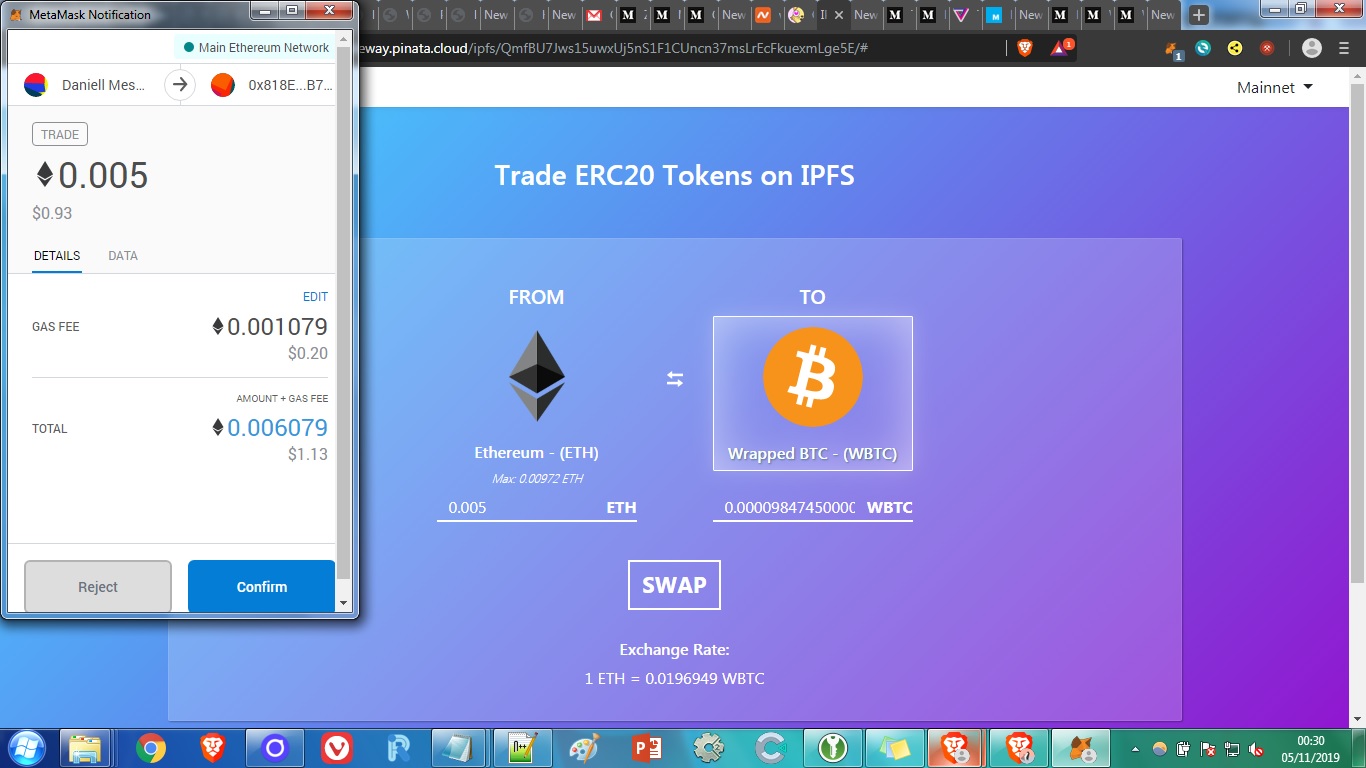 MetaMask Notification
Main Ethereum Network
Daniell Mes...
0x818E...B7...
TRADE
0.005
$0.93
DETAILS
DATA
EDIT
GAS FEE
0.001079
$0.20
AMOUNT + GAS FEE
TOTAL
0.006079
$1.13
Reject
Confirm
New
New
New
New
New
New
New
New
eway.pinata.cloud/ipfs/QmfBU7Jws15uwxUj5nS1F1CUncn37msLrEcFkuexmLge5E/#
1
1
Mainnet
Trade ERC20 Tokens on IPFS
FROM
TO
Ethereum - (ETH)
Wrapped BTC - (WBTC)
Max: 0.00972 ETH
0.005
ETH
0.00009847450000
WBTC
SWAP
Exchange Rate:
1 ETH = 0.0196949 WBTC
00:30
05/11/2019